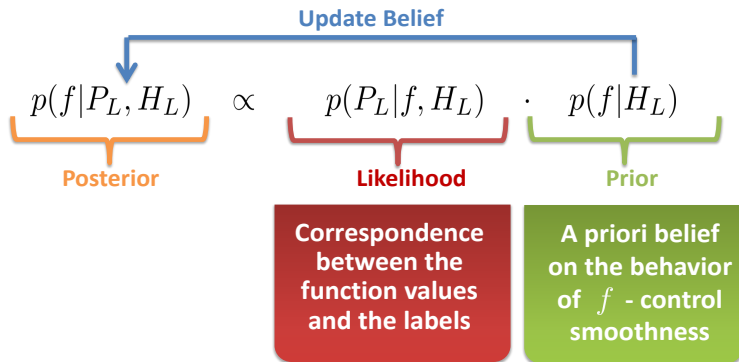 Update Belief
p(f|P_L, H_L) ∝ p(P_L|f, H_L) · p(f|H_L)
Posterior Likelihood Prior
Correspondence
between the
function values
and the labels
A priori belief
on the behavior
of f - control
smoothness